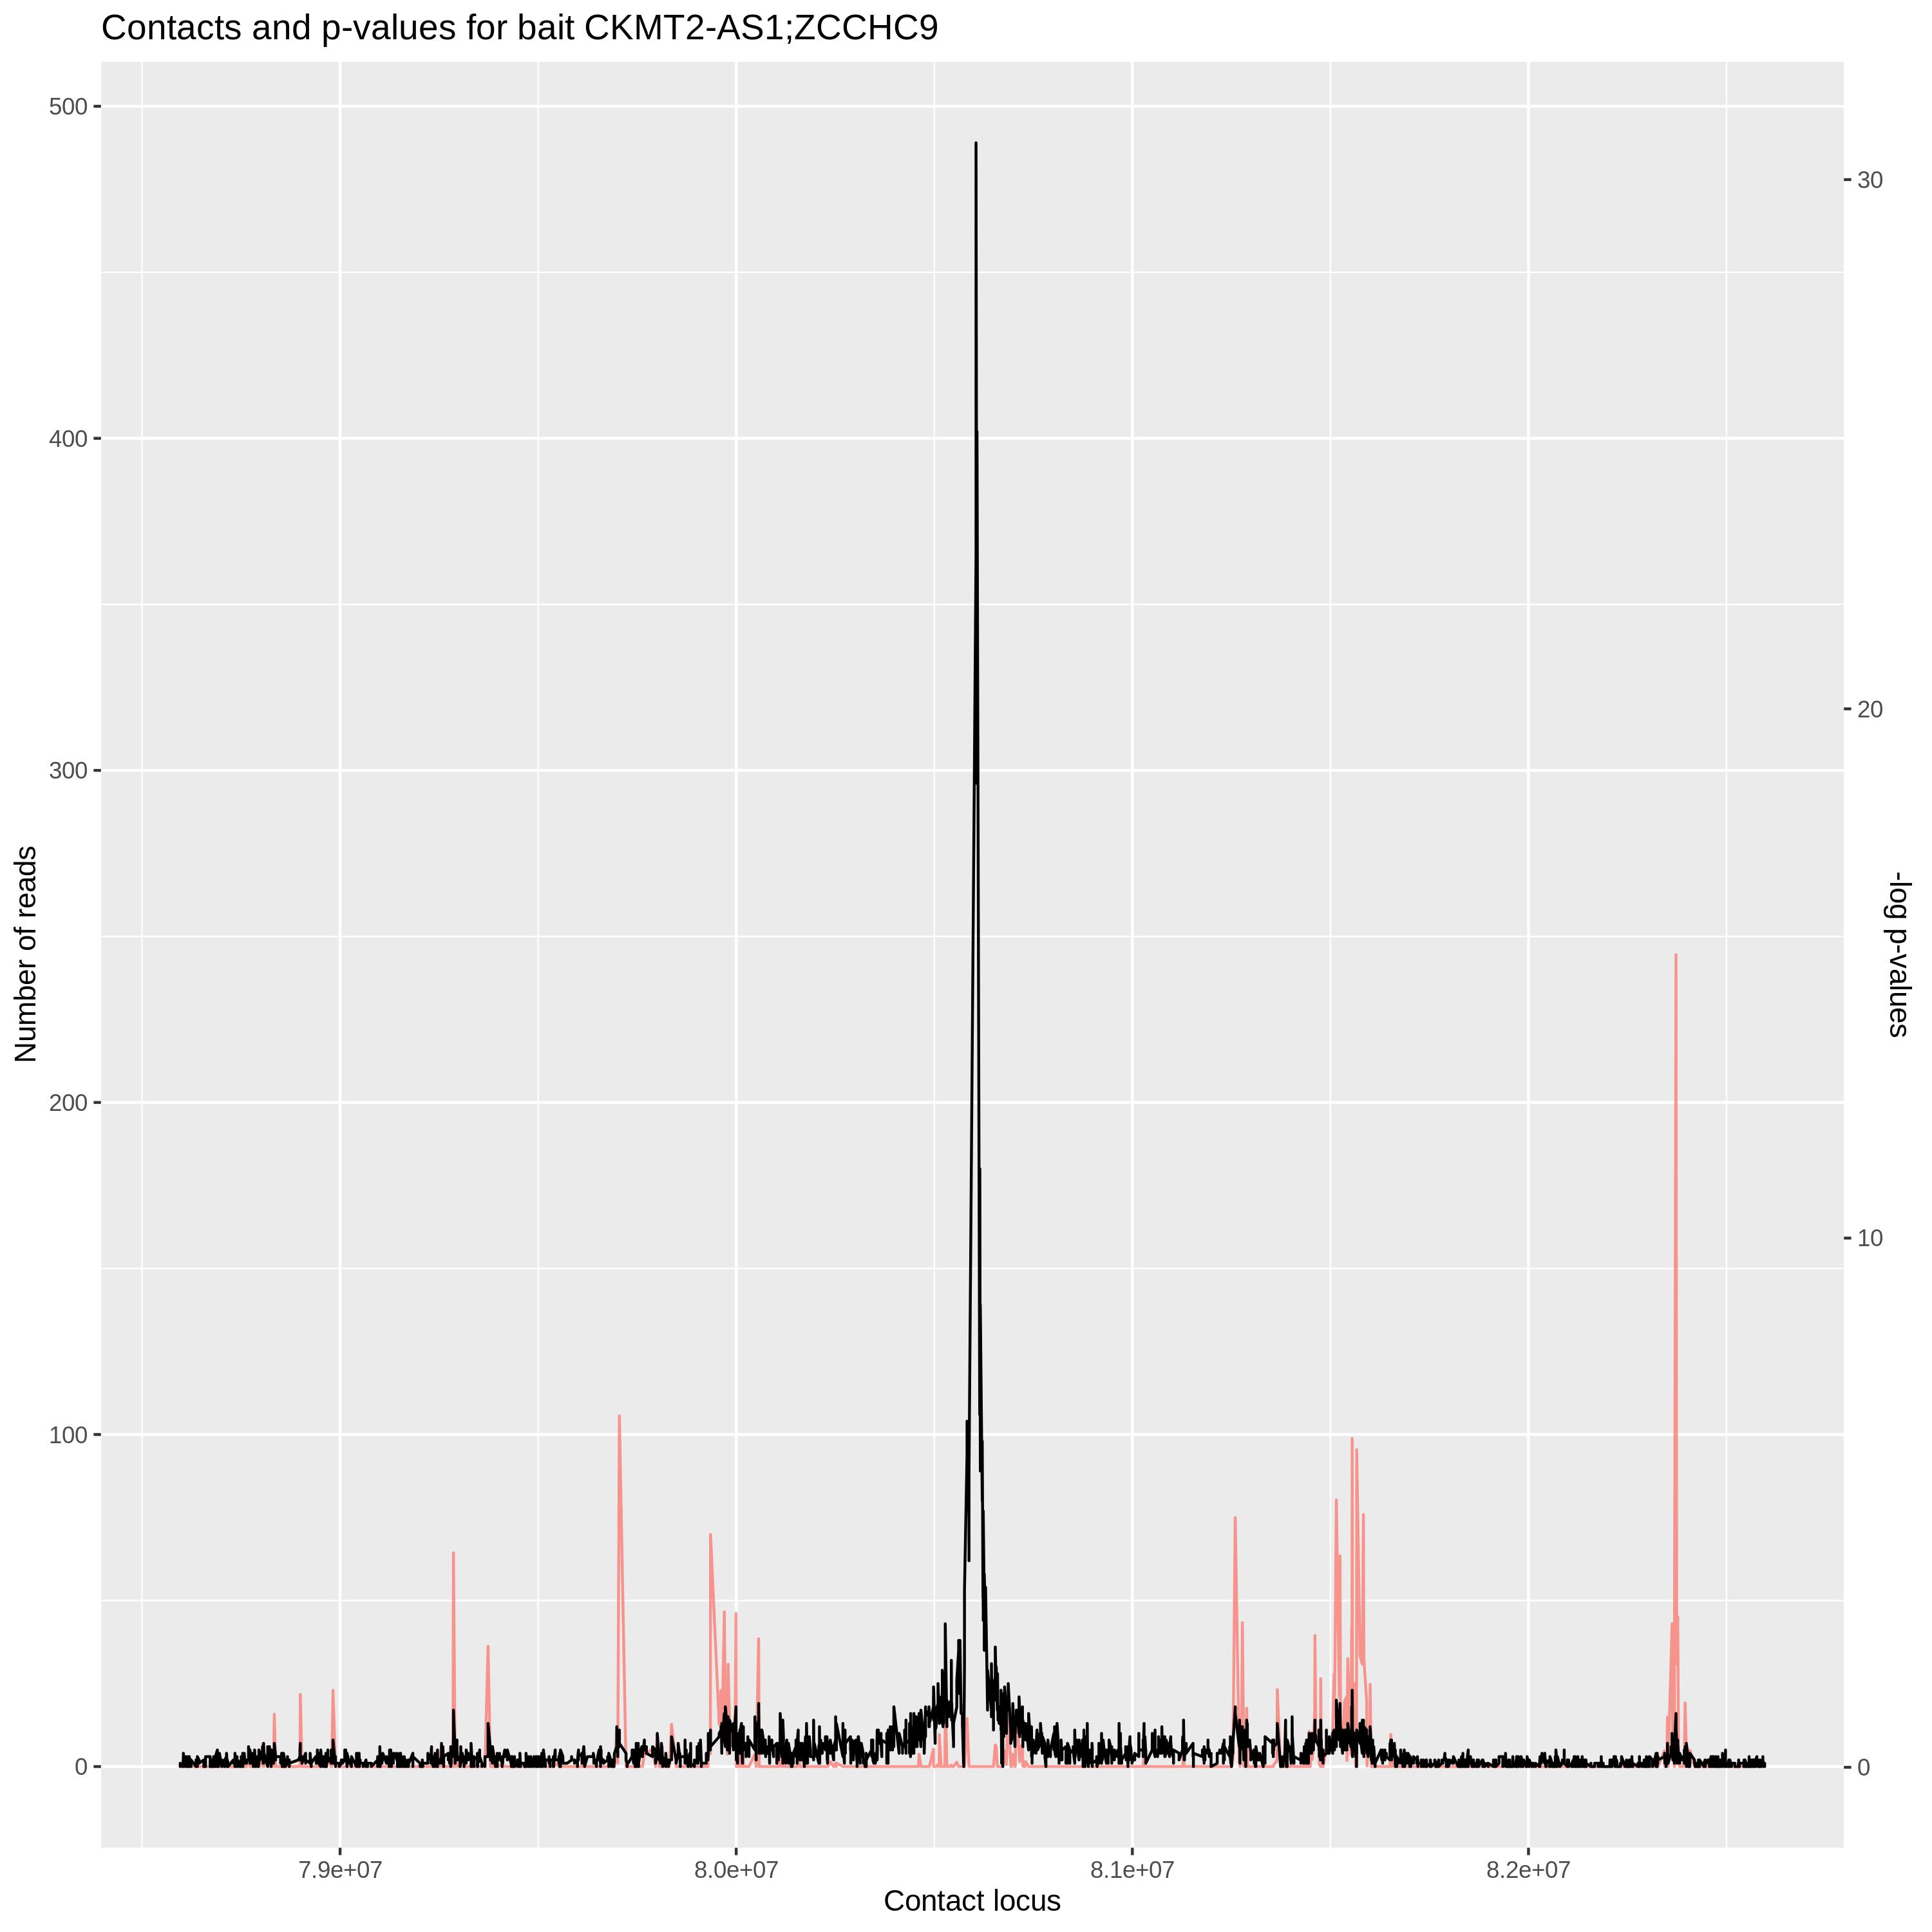 Contacts and p-values for bait CKMT2-AS1;ZCCHC9
500
400
300
200
100
0
Number of reads
30
20
10
0
-log p-values
7.9e+07 8.0e+07 8.1e+07 8.2e+07
Contact locus